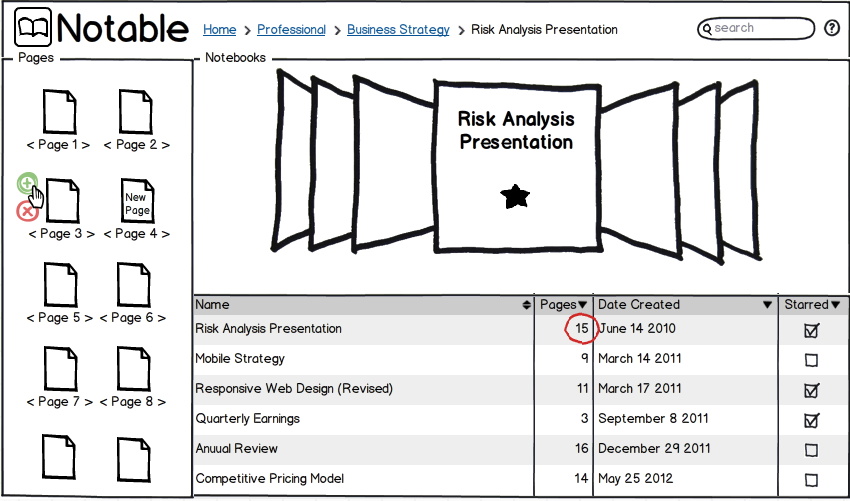 Notable
Home > Professional > Business Strategy > Risk Analysis Presentation
search
?
Pages
Notebooks
< Page 1 > < Page 2 >
New
Page
< Page 3 > < Page 4 >
< Page 5 > < Page 6 >
< Page 7 > < Page 8 >
Risk Analysis
Presentation
Name Pages Date Created Starred
Risk Analysis Presentation 15 June 14 2010
Mobile Strategy 9 March 14 2011
Responsive Web Design (Revised) 11 March 17 2011
Quarterly Earnings 3 September 8 2011
Anuual Review 16 December 29 2011
Competitive Pricing Model 14 May 25 2012